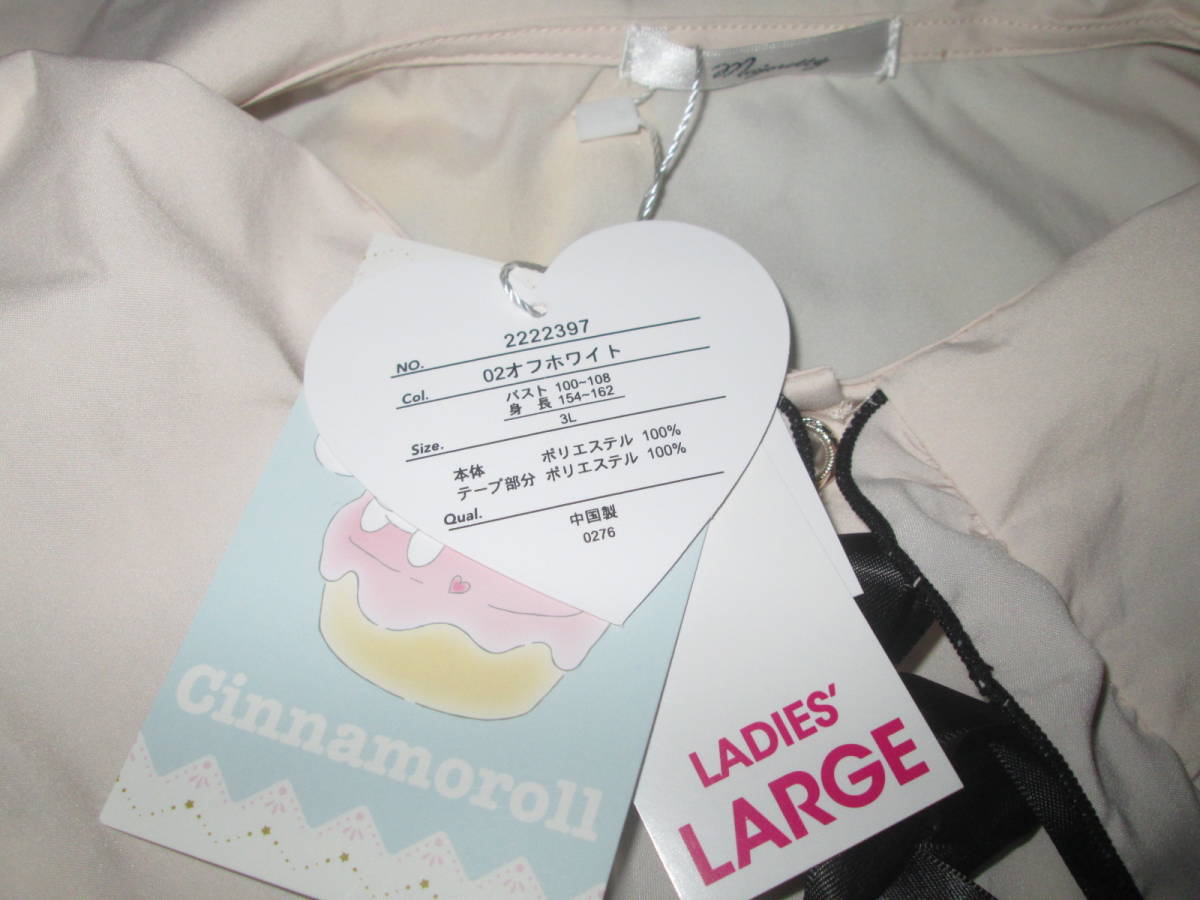 NO. 2222397
Col. 02オフホワイト
バスト 100~108
身 長 154~162
Size. 3L
本体 ポリエステル 100%
テープ部分 ポリエステル 100%
Qual. 中国製
0276
Cinnamoroll
LADIES'
LARGE